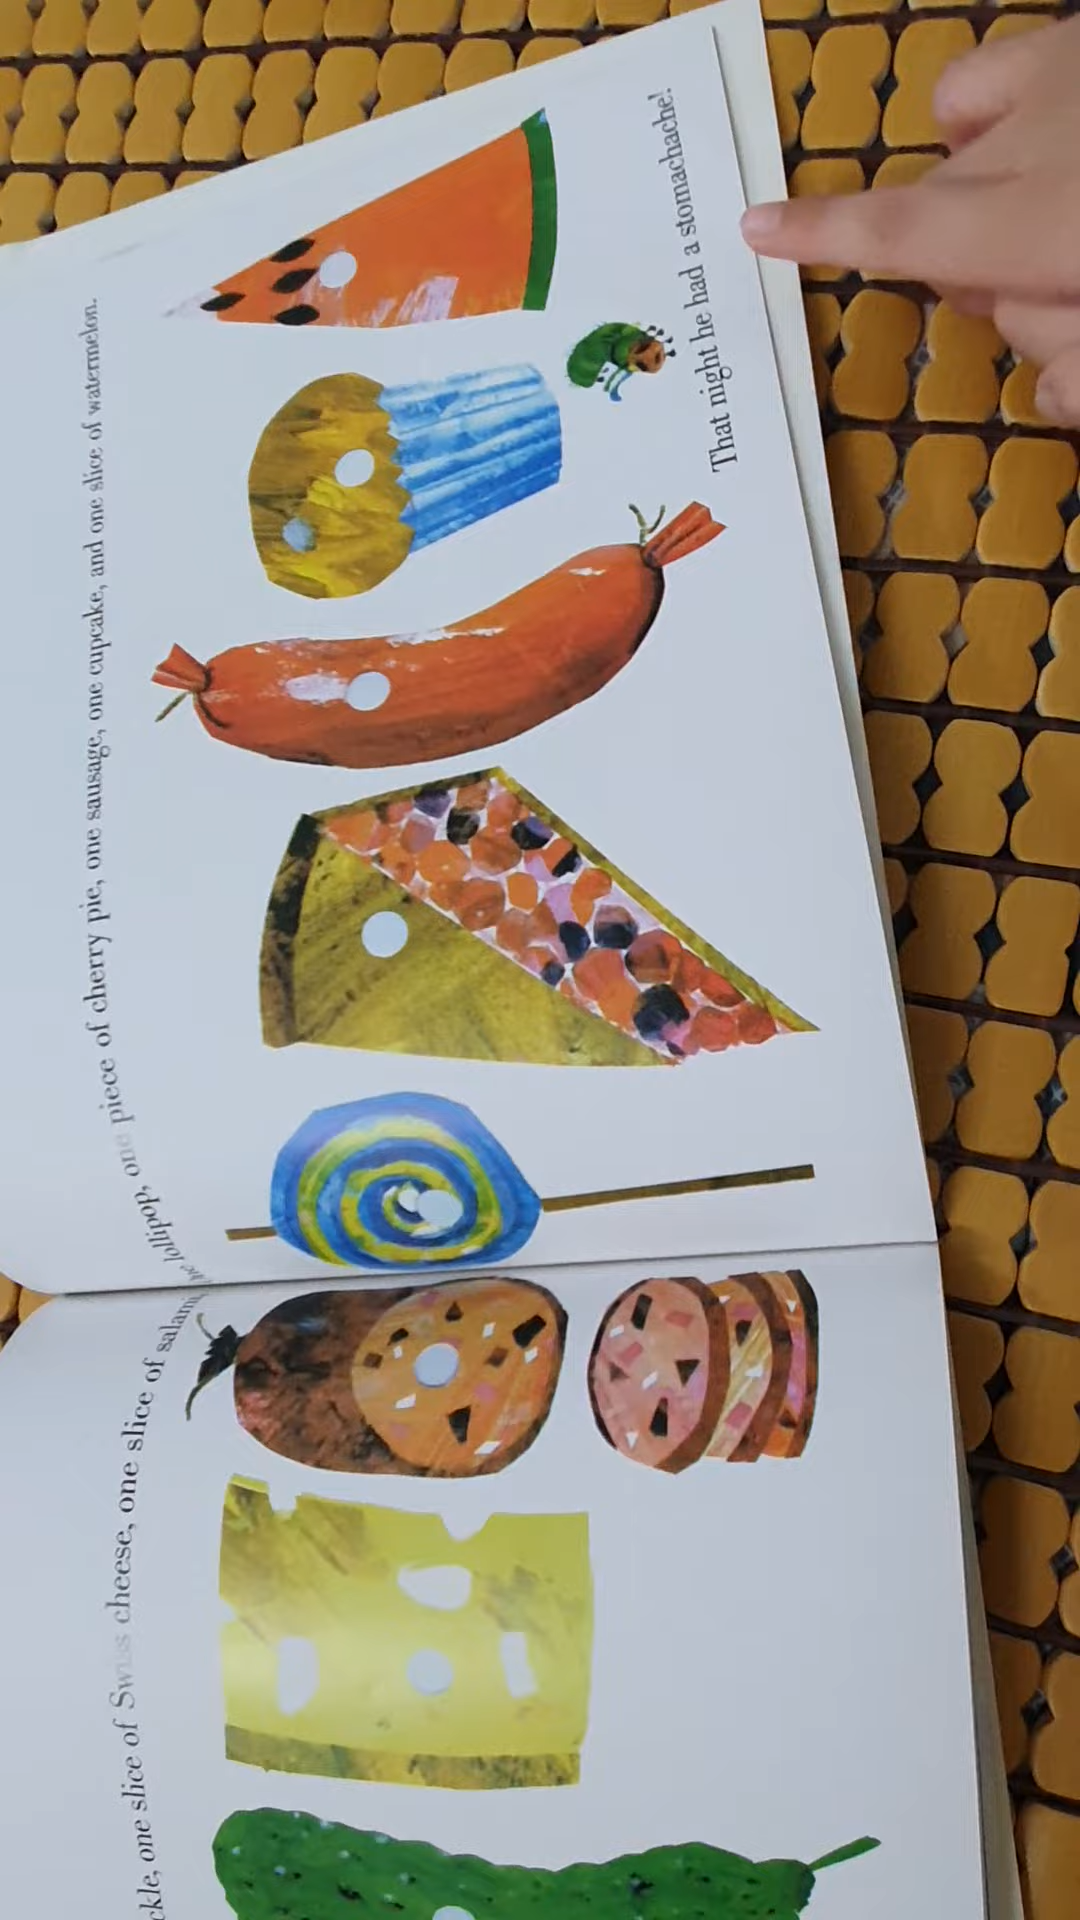 ckle, one slice of Swiss cheese, one slice of salami, one lollipop, one piece of cherry pie, one sausage, one cupcake, and one slice of watermelon.
That night he had a stomachache!